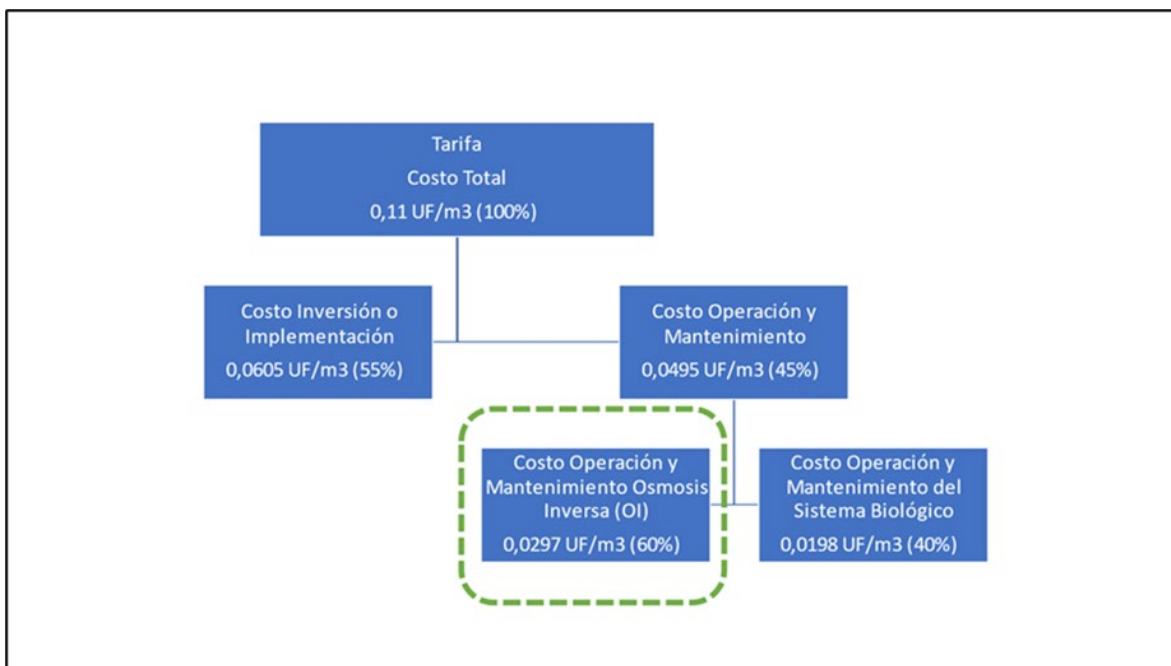 Tarifa
Costo Total
0,11 UF/m3 (100%)
Costo Inversión o
Implementación
0,0605 UF/m3 (55%)
Costo Operación y
Mantenimiento
0,0495 UF/m3 (45%)
Costo Operación y
Mantenimiento Osmosis
Inversa (OI)
0,0297 UF/m3 (60%)
Costo Operación y
Mantenimiento del
Sistema Biológico
0,0198 UF/m3 (40%)